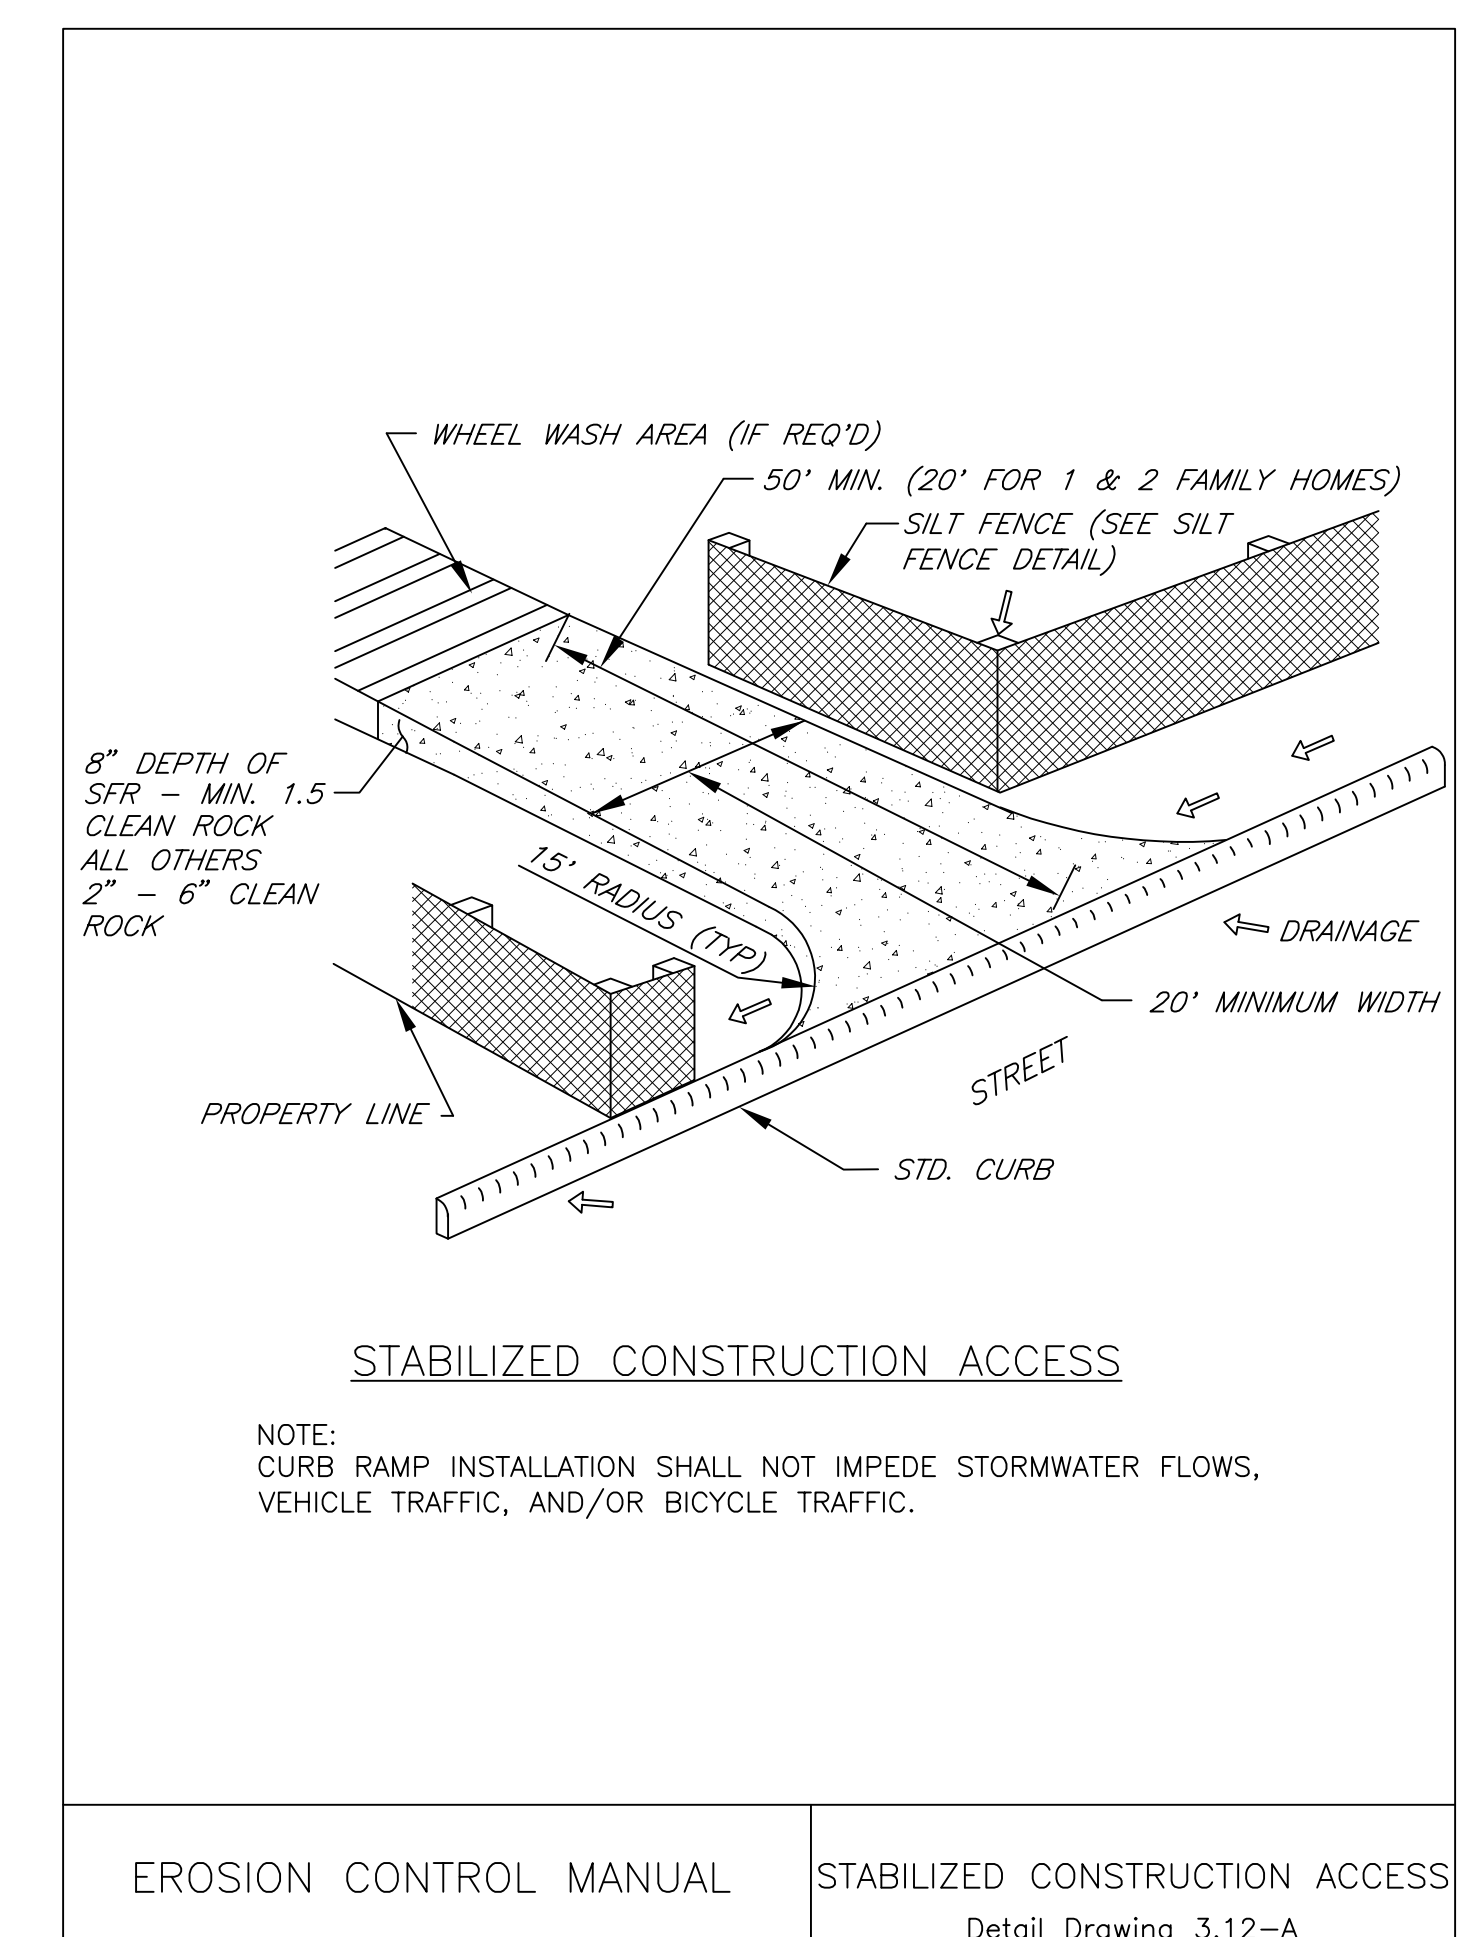 WHEEL WASH AREA (IF REQ'D)
50' MIN. (20' FOR 1 & 2 FAMILY HOMES)
SILT FENCE (SEE SILT
FENCE DETAIL)
8" DEPTH OF
SFR - MIN. 1.5
CLEAN ROCK
ALL OTHERS
2" - 6" CLEAN
ROCK
15' RADIUS (TYP)
DRAINAGE
20' MINIMUM WIDTH
STREET
PROPERTY LINE
STD. CURB
STABILIZED CONSTRUCTION ACCESS
NOTE:
CURB RAMP INSTALLATION SHALL NOT IMPEDE STORMWATER FLOWS,
VEHICLE TRAFFIC, AND/OR BICYCLE TRAFFIC.
EROSION CONTROL MANUAL
STABILIZED CONSTRUCTION ACCESS
Detail Drawing 3.12-A